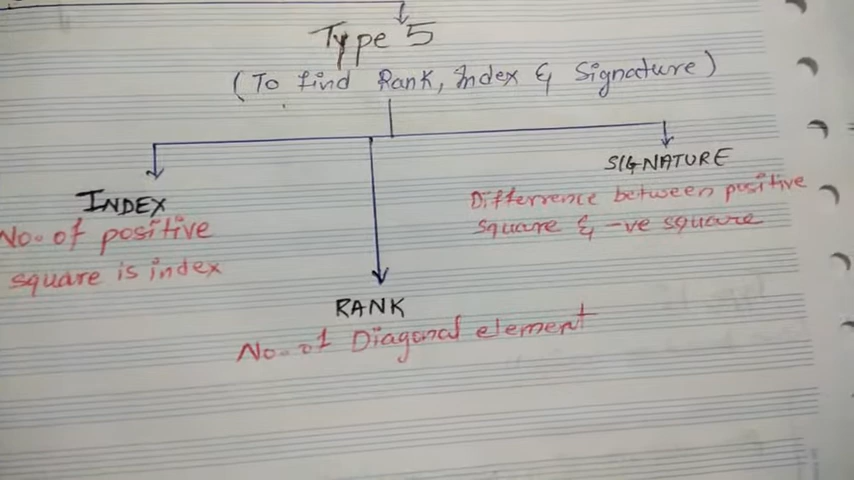 Type 5
(To find Rank, Index & Signature)
INDEX
No. of positive
square is index
SIGNATURE
Differrence between positive
square & -ve square
RANK
No. of Diagonal element